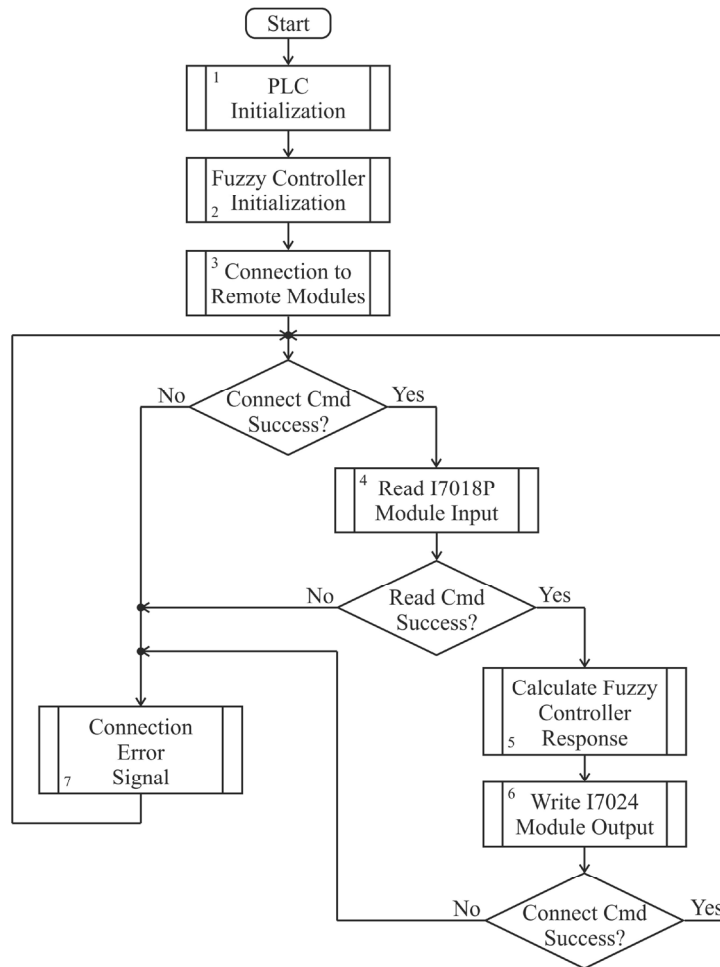 Start
1
PLC
Initialization
Fuzzy Controller
Initialization
2
3
Connection to
Remote Modules
No
Connect Cmd
Success?
Yes
4
Read I7018P
Module Input
No
Read Cmd
Success?
Yes
Calculate Fuzzy
Controller
Response
5
Connection
Error
Signal
7
6
Write I7024
Module Output
No
Connect Cmd
Success?
Yes